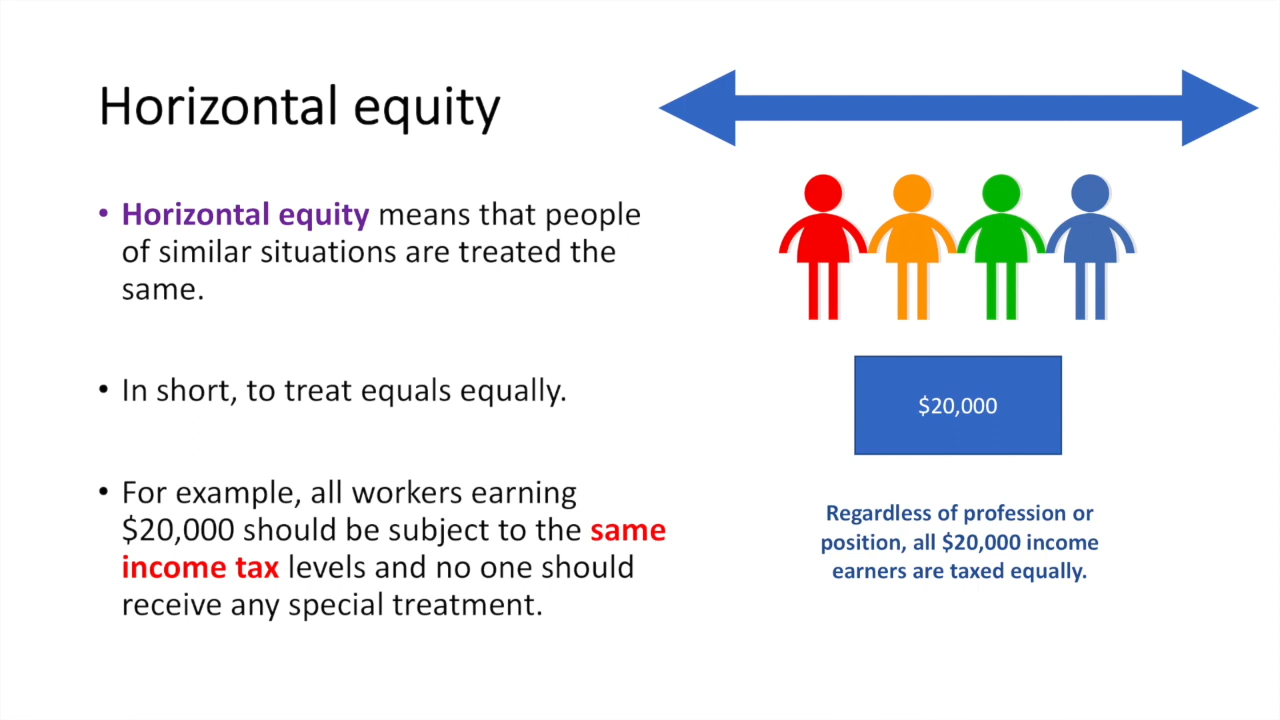 Horizontal equity
• Horizontal equity means that people
of similar situations are treated the
same.
• In short, to treat equals equally.
• For example, all workers earning
$20,000 should be subject to the same
income tax levels and no one should
receive any special treatment.
$20,000
Regardless of profession or
position, all $20,000 income
earners are taxed equally.